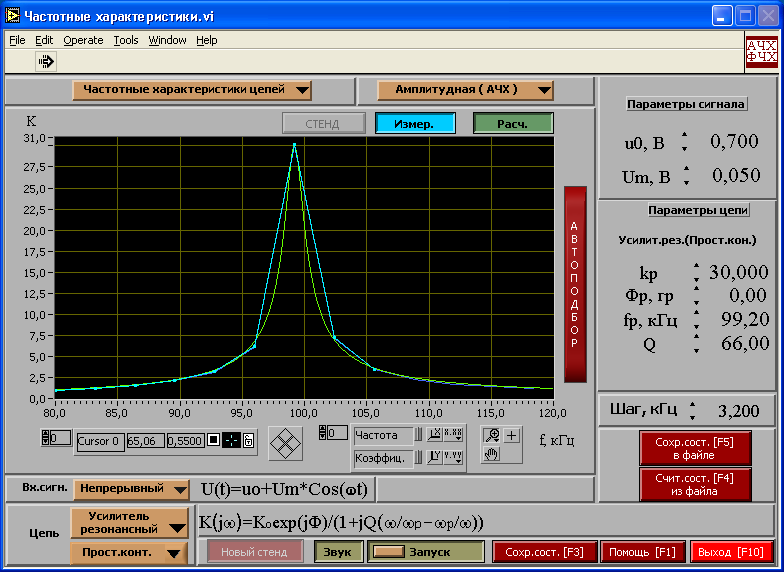 Частотные характеристики.vi
File Edit Operate Tools Window Help
АЧХ
ФЧХ
Частотные характеристики цепей
Амплитудная ( АЧХ )
K
СТЕНД
Измер.
Расч.
31,0
27,5
25,0
22,5
20,0
17,5
15,0
12,5
10,0
7,5
5,0
2,5
0,0
80,0 85,0 90,0 95,0 100,0 105,0 110,0 115,0 120,0
АВТОПОДБОР
0
Cursor 0
65,06
0,5500
0
Частота
X.XX
Коэффиц.
Y.YY
f, кГц
Параметры сигнала
u0, В 0,700
Um, В 0,050
Параметры цепи
Усилит.рез.(Прост.кон.)
kp 30,000
Фр, гр 0,00
fр, кГц 99,20
Q 66,00
Шаг, кГц 3,200
Сохр.сост. [F5]
в файле
Счит.сост. [F4]
из файла
Вх.сигн.
Непрерывный
U(t)=uo+Um*Cos(ωt)
Цепь
Усилитель
резонансный
Прост.конт.
K(jω)=K₀exp(jΦ)/(1+jQ(ω/ωp−ωp/ω))
Новый стенд
Звук
Запуск
Сохр.сост. [F3]
Помощь [F1]
Выход [F10]